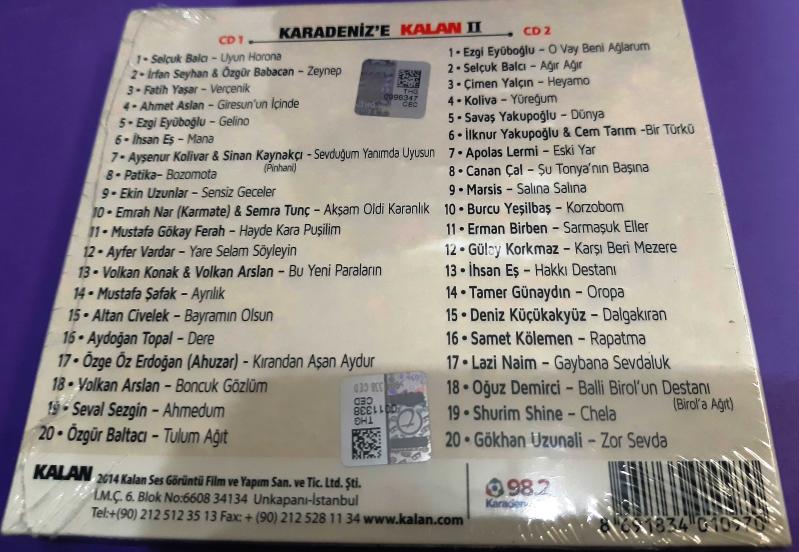 KARADENİZ'E KALAN II
CD 1
1 • Selçuk Balcı - Uyun Horona
2 • İrfan Seyhan & Özgür Babacan - Zeynep
3 • Fatih Yaşar - Verçenik
4 • Ahmet Aslan - Giresun'un İçinde
5 • Ezgi Eyüboğlu - Gelino
6 • İhsan Eş - Mana
7 • Ayşenur Kolivar & Sinan Kaynakçı - Sevduğum Yanımda Uyusun
(Pinhani)
8 • Patika- Bozomota
9 • Ekin Uzunlar - Sensiz Geceler
10 • Emrah Nar (Karmate) & Semra Tunç - Akşam Oldi Karanlık
11 • Mustafa Gökay Ferah - Hayde Kara Puşilim
12 • Ayfer Vardar - Yare Selam Söyleyin
13 • Volkan Konak & Volkan Arslan - Bu Yeni Paraların
14 • Mustafa Şafak - Ayrılık
15 • Altan Civelek - Bayramın Olsun
16 • Aydoğan Topal - Dere
17 • Özge Öz Erdoğan (Ahuzar) - Kırandan Aşan Aydur
18 • Volkan Arslan - Boncuk Gözlüm
19 • Seval Sezgin - Ahmedum
20 • Özgür Baltacı - Tulum Ağıt
CD 2
1 • Ezgi Eyüboğlu - O Vay Beni Ağlarum
2 • Selçuk Balcı - Ağır Ağır
3 • Çimen Yalçın - Heyamo
4 • Koliva - Yüreğum
5 • Savaş Yakupoğlu - Dünya
6 • İlknur Yakupoğlu & Cem Tarım -Bir Türkü
7 • Apolas Lermi - Eski Yar
8 • Canan Çal - Şu Tonya'nın Başına
9 • Marsis - Salına Salına
10 • Burcu Yeşilbaş - Korzobom
11 • Erman Birben - Sarmaşuk Eller
12 • Gülay Korkmaz - Karşı Beri Mezere
13 • İhsan Eş - Hakkı Destanı
14 • Tamer Günaydın - Oropa
15 • Deniz Küçükakyüz - Dalgakıran
16 • Samet Kölemen - Rapatma
17 • Lazi Naim - Gaybana Sevdaluk
18 • Oğuz Demirci - Balli Birol'un Destanı
(Birol'a Ağıt)
19 • Shurim Shine - Chela
20 • Gökhan Uzunali - Zor Sevda
THG
0096347
CEC
THG
0011338
CED
KALAN
2014 Kalan Ses Görüntü Film ve Yapım San. ve Tic. Ltd. Şti.
İ.M.Ç. 6. Blok No:6608 34134 Unkapanı-İstanbul
Tel:+(90) 212 512 35 13 Fax: + (90) 212 528 11 34 www.kalan.com
98.2
8 691834 010970